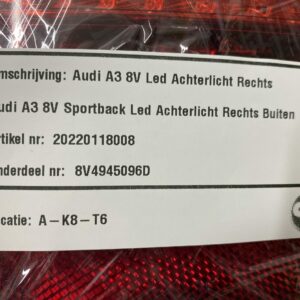 mschrijving: Audi A3 8V Led Achterlicht Rechts
udi A3 8V Sportback Led Achterlicht Rechts Buiten
rtikel nr: 20220118008
nderdeel nr: 8V4945096D
catie: A-K8-T6